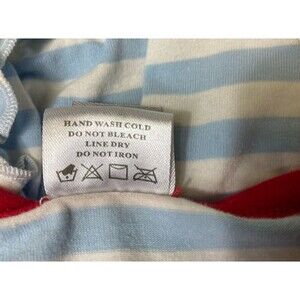 HAND WASH COLD
DO NOT BLEACH
LINE DRY
DO NOT IRON